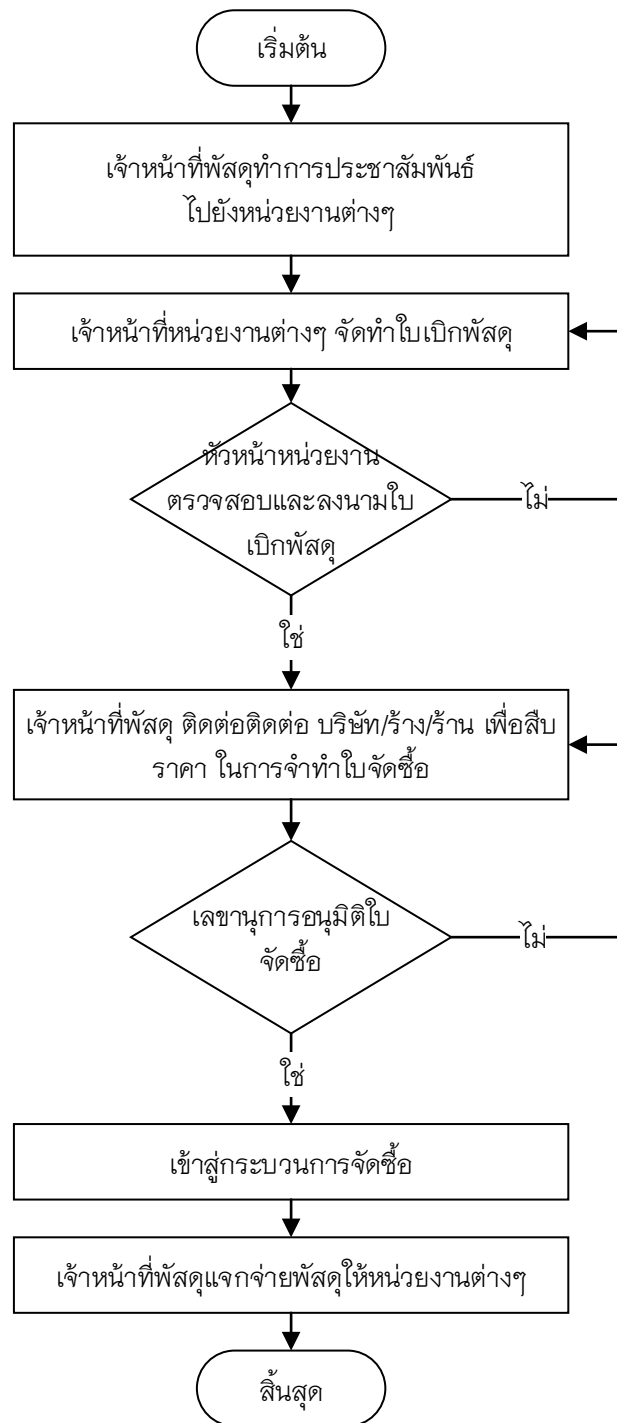 เริ่มต้น
เจ้าหน้าที่พัสดุทำการประชาสัมพันธ์
ไปยังหน่วยงานต่างๆ
เจ้าหน้าที่หน่วยงานต่างๆ จัดทำใบเบิกพัสดุ
หัวหน้าหน่วยงาน
ตรวจสอบและลงนามใบ
เบิกพัสดุ
ไม่
ใช่
เจ้าหน้าที่พัสดุ ติดต่อติดต่อ บริษัท/ร้าง/ร้าน เพื่อสืบ
ราคา ในการจำทำใบจัดซื้อ
เลขานุการอนุมิติใบ
จัดซื้อ
ไม่
ใช่
เข้าสู่กระบวนการจัดซื้อ
เจ้าหน้าที่พัสดุแจกจ่ายพัสดุให้หน่วยงานต่างๆ
สิ้นสุด